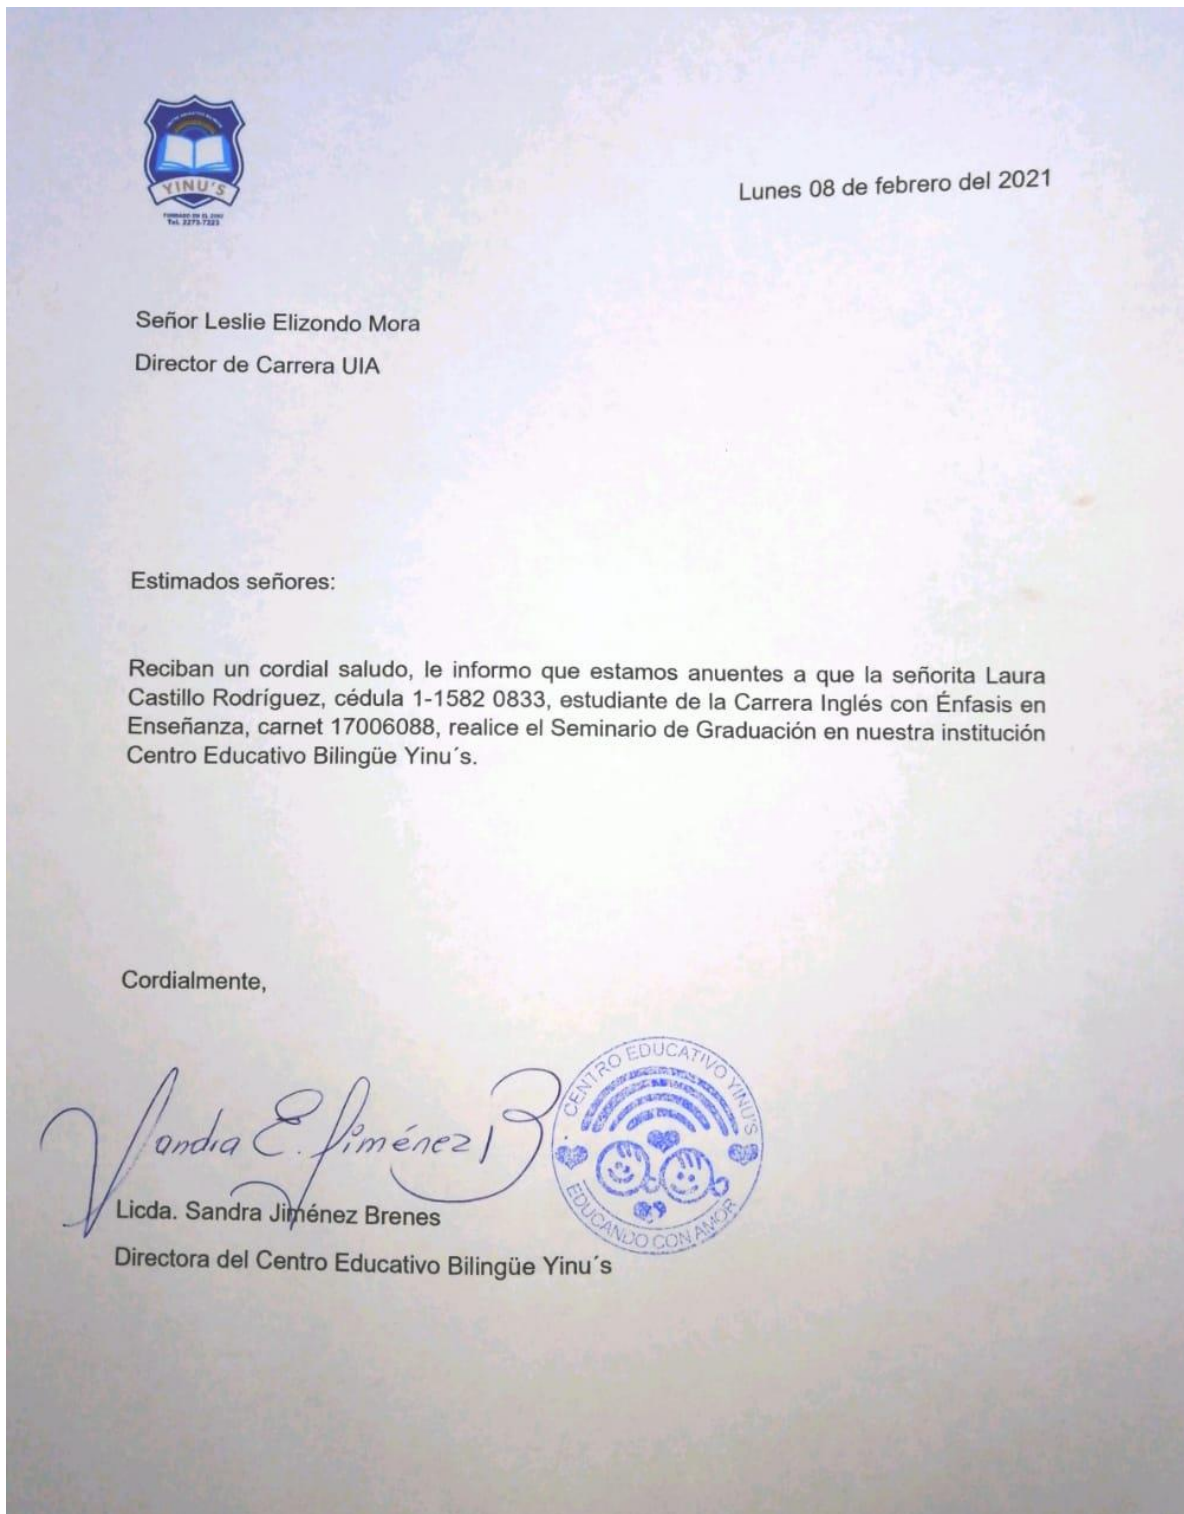 YINU'S
Tel. 2273-7223
Lunes 08 de febrero del 2021
Señor Leslie Elizondo Mora
Director de Carrera UIA
Estimados señores:
Reciban un cordial saludo, le informo que estamos anuentes a que la señorita Laura
Castillo Rodríguez, cédula 1-1582 0833, estudiante de la Carrera Inglés con Énfasis en
Enseñanza, carnet 17006088, realice el Seminario de Graduación en nuestra institución
Centro Educativo Bilingüe Yinu´s.
Cordialmente,
Sandra E. Jiménez B
CENTRO EDUCATIVO YINU'S
EDUCANDO CON AMOR
Licda. Sandra Jiménez Brenes
Directora del Centro Educativo Bilingüe Yinu´s